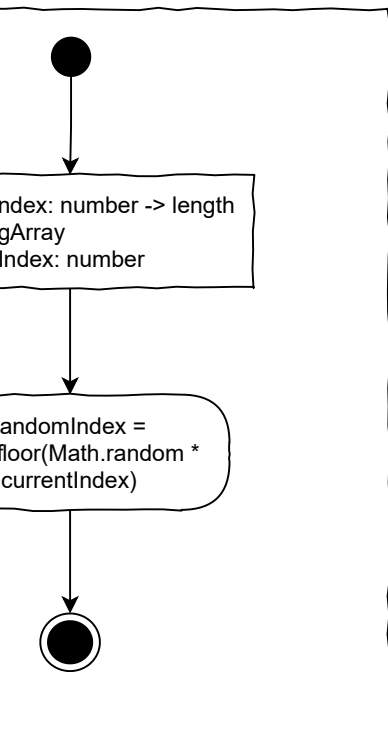 ndex: number -> length
gArray
Index: number
andomIndex =
floor(Math.random *
currentIndex)